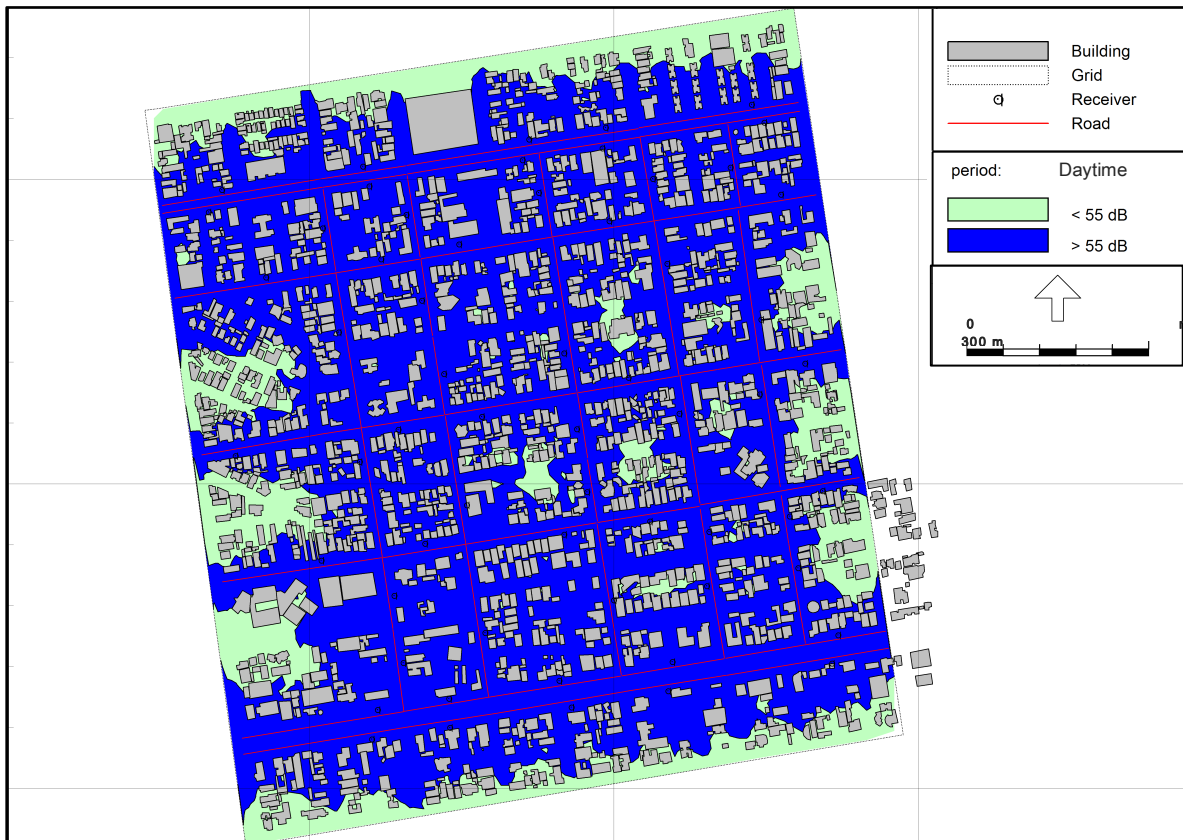 Building
Grid
Receiver
Road
period: Daytime
< 55 dB
> 55 dB
0
300 m